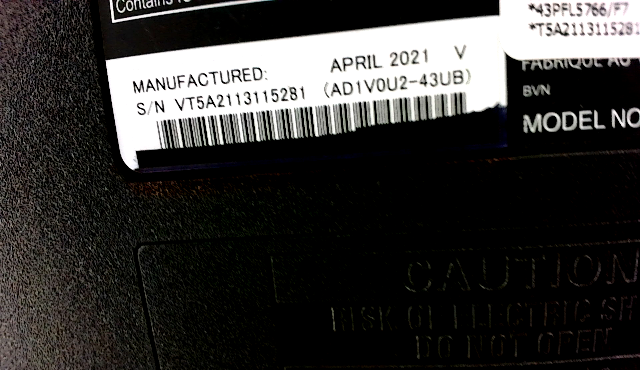 Contains
*43PFL5766/F7
*T5A2113115281
MANUFACTURED: APRIL 2021 V
S/N VT5A2113115281 (AD1V0U2-43UB)
FABRIQUÉ AU
BVN
MODEL NO
CAUTION
RISK OF ELECTRIC SH
DO NOT OPEN